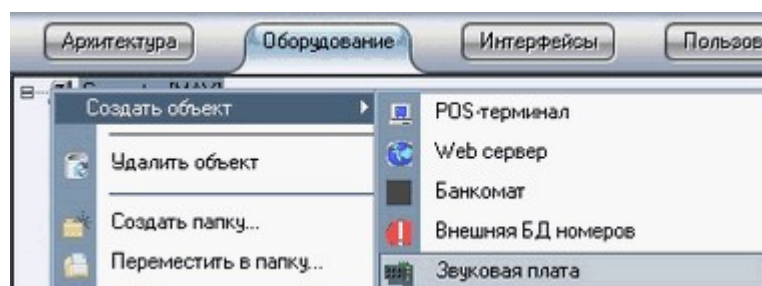 Архитектура Оборудование Интерфейсы
Создать объект
Удалить объект
Создать папку...
Переместить в папку...
POS-терминал
Web сервер
Банкомат
Внешняя БД номеров
Звуковая плата